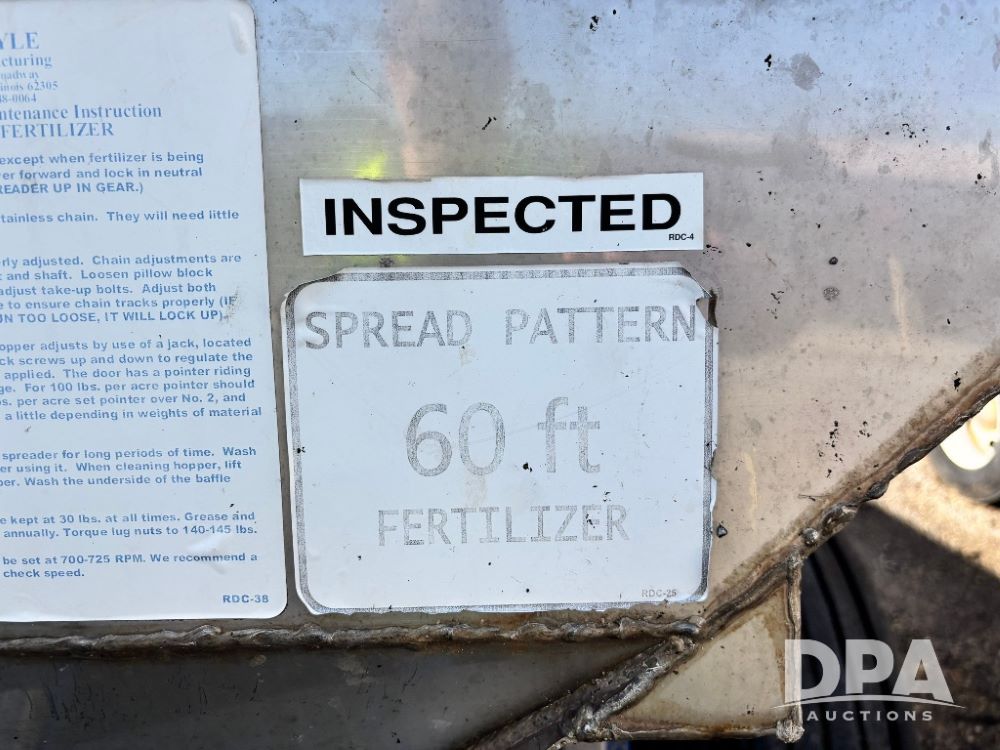 YLE
cturing
adway
inois 62305
8-0064
ntenance Instruction
FERTILIZER
except when fertilizer is being
er forward and lock in neutral
READER UP IN GEAR.)
tainless chain. They will need little
rly adjusted. Chain adjustments are
t and shaft. Loosen pillow block
adjust take-up bolts. Adjust both
e to ensure chain tracks properly (IF
UN TOO LOOSE, IT WILL LOCK UP).
opper adjusts by use of a jack, located
ck screws up and down to regulate the
applied. The door has a pointer riding
ge. For 100 lbs. per acre pointer should
s. per acre set pointer over No. 2, and
a little depending in weights of material
spreader for long periods of time. Wash
er using it. When cleaning hopper, lift
per. Wash the underside of the baffle
e kept at 30 lbs. at all times. Grease and
annually. Torque lug nuts to 140-145 lbs.
be set at 700-725 RPM. We recommend a
check speed.
RDC-38
INSPECTED
RDC-4
SPREAD PATTERN
60 ft
FERTILIZER
RDC-25
DPA
AUCTIONS